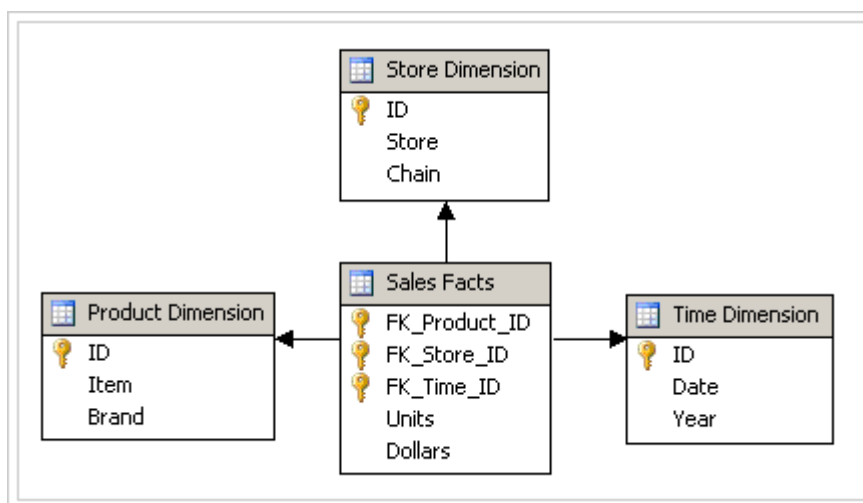 Store Dimension
ID
Store
Chain
Product Dimension
ID
Item
Brand
Sales Facts
FK_Product_ID
FK_Store_ID
FK_Time_ID
Units
Dollars
Time Dimension
ID
Date
Year